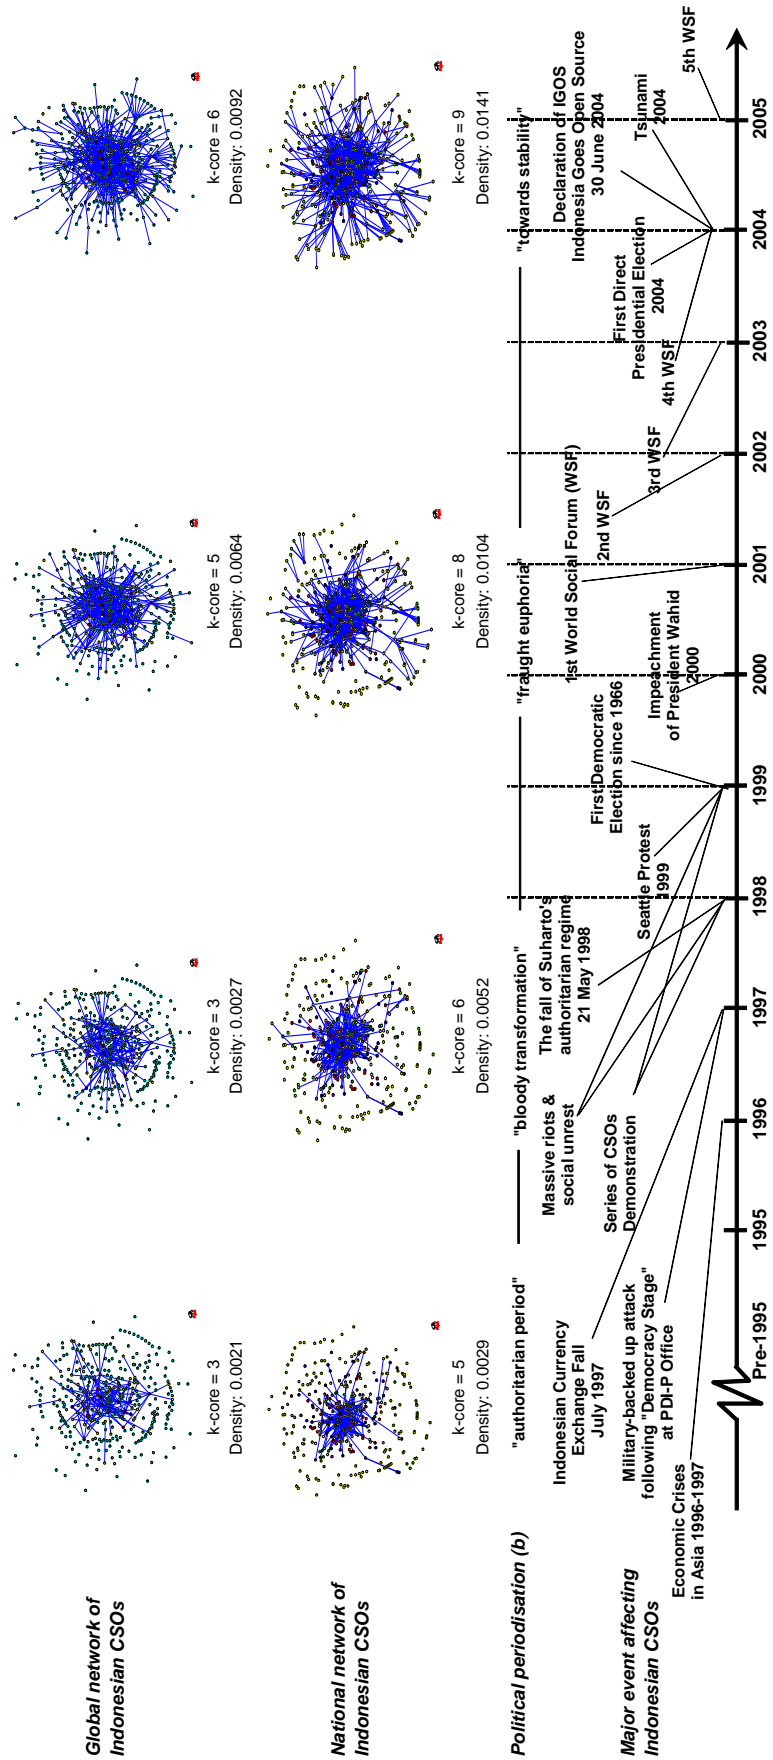 Global network of
Indonesian CSOs
k-core = 3
Density: 0.0021
k-core = 3
Density: 0.0027
k-core = 5
Density: 0.0064
k-core = 6
Density: 0.0092
National network of
Indonesian CSOs
k-core = 5
Density: 0.0029
k-core = 6
Density: 0.0052
k-core = 8
Density: 0.0104
k-core = 9
Density: 0.0141
Political periodisation (b)
"authoritarian period"
"bloody transformation"
"fraught euphoria"
"towards stability"
Major event affecting
Indonesian CSOs
Economic Crises
in Asia 1996-1997
Military-backed up attack
following "Democracy Stage"
at PDI-P Office
Indonesian Currency
Exchange Fall
July 1997
Massive riots &
social unrest
Series of CSOs
Demonstration
The fall of Suharto's
authoritarian regime
21 May 1998
Seattle Protest
1999
First Democratic
Election since 1966
Impeachment
of President Wahid
2000
1st World Social Forum (WSF)
2nd WSF
3rd WSF
4th WSF
First Direct
Presidential Election
2004
Declaration of IGOS
Indonesia Goes Open Source
30 June 2004
Tsunami
2004
5th WSF
Pre-1995
1995
1996
1997
1998
1999
2000
2001
2002
2003
2004
2005